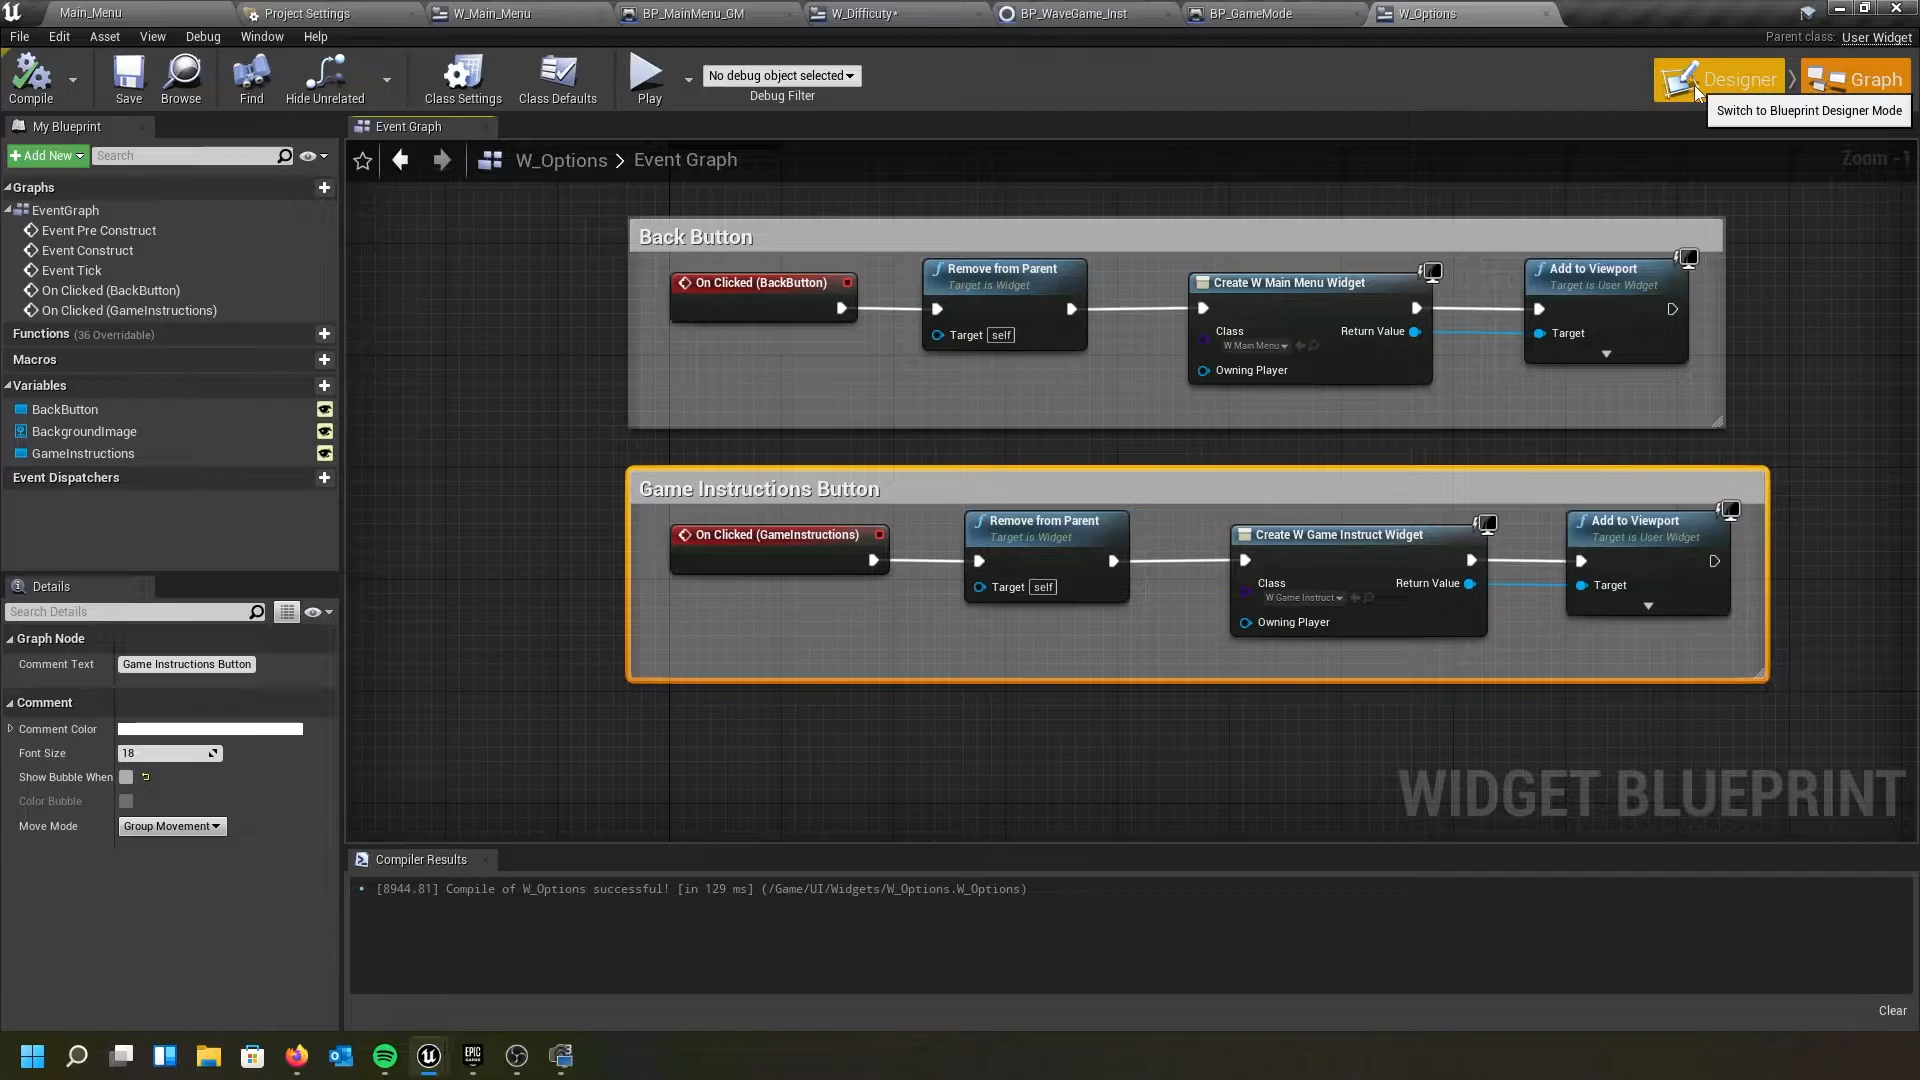 Main_Menu
Project Settings
W_Main_Menu
BP_MainMenu_GM
W_Difficuty*
BP_WaveGame_Inst
BP_GameMode
W_Options
File Edit Asset View Debug Window Help
Parent class: User Widget
Compile
Save
Browse
Find
Hide Unrelated
Class Settings
Class Defaults
Play
No debug object selected
Debug Filter
Designer
Graph
Switch to Blueprint Designer Mode
My Blueprint
Add New
Search
Graphs
EventGraph
Event Pre Construct
Event Construct
Event Tick
On Clicked (BackButton)
On Clicked (GameInstructions)
Functions (36 Overridable)
Macros
Variables
BackButton
BackgroundImage
GameInstructions
Event Dispatchers
Details
Search Details
Graph Node
Comment Text Game Instructions Button
Comment
Comment Color
Font Size 18
Show Bubble When
Color Bubble
Move Mode Group Movement
Event Graph
W_Options > Event Graph
Zoom -1
Back Button
On Clicked (BackButton)
Remove from Parent
Target is Widget
Target self
Create W Main Menu Widget
Class
W Main Menu
Return Value
Owning Player
Add to Viewport
Target is User Widget
Target
Game Instructions Button
On Clicked (GameInstructions)
Remove from Parent
Target is Widget
Target self
Create W Game Instruct Widget
Class
W Game Instruct
Return Value
Owning Player
Add to Viewport
Target is User Widget
Target
WIDGET BLUEPRINT
Compiler Results
[8944.81] Compile of W_Options successful! [in 129 ms] (/Game/UI/Widgets/W_Options.W_Options)
Clear
EPIC
GAMES